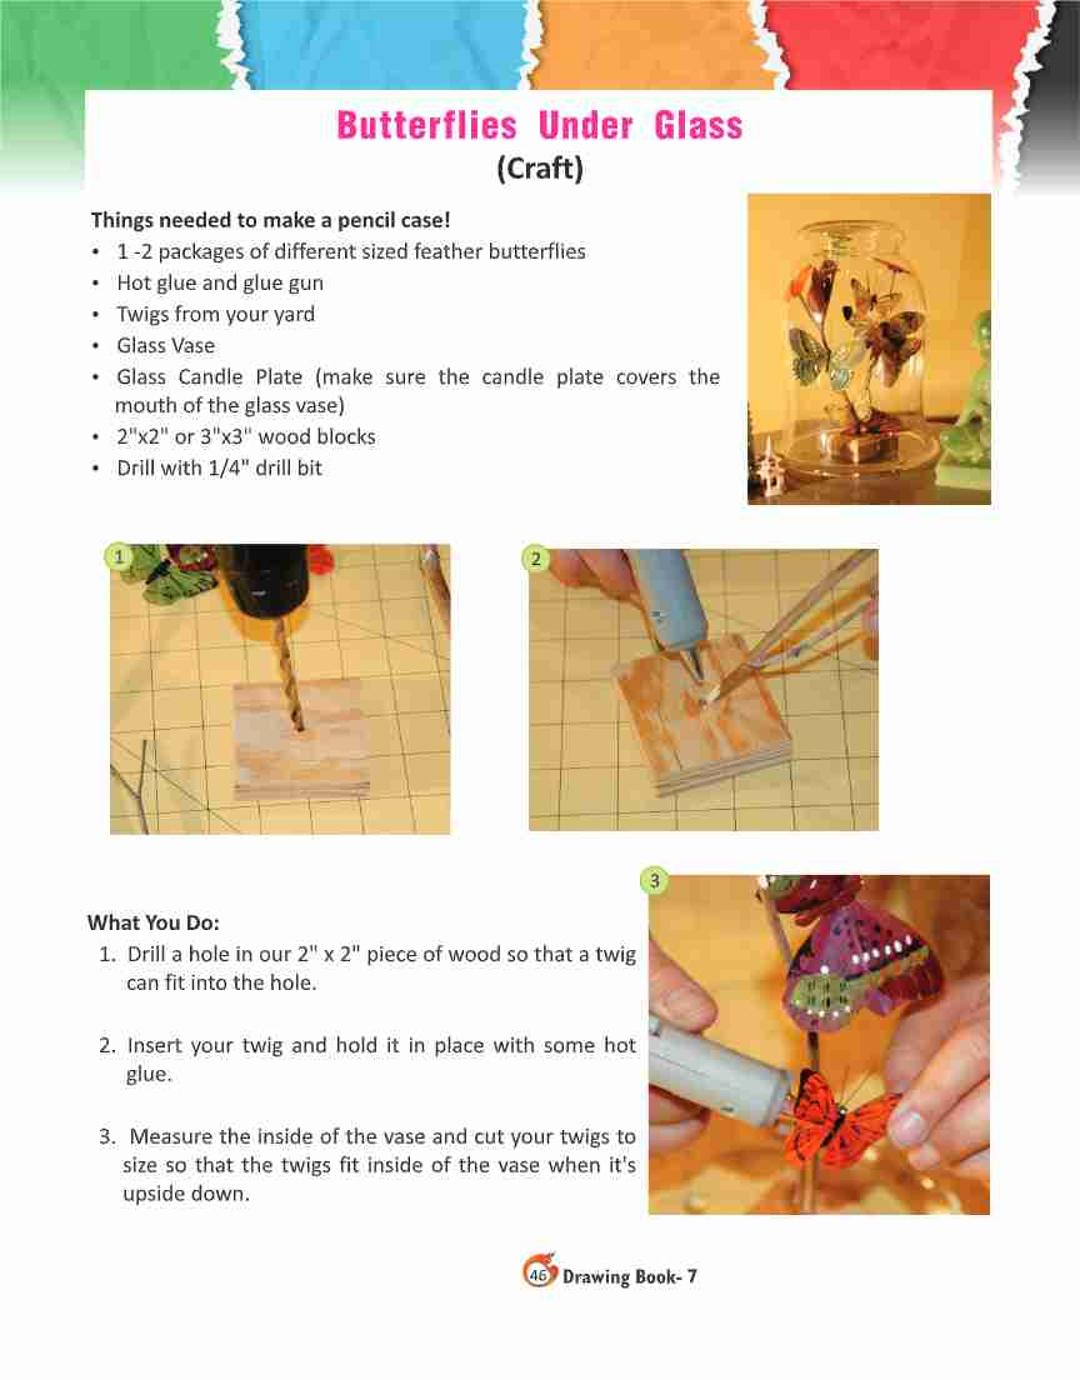 Butterflies Under Glass
(Craft)
Things needed to make a pencil case!
• 1 -2 packages of different sized feather butterflies
• Hot glue and glue gun
• Twigs from your yard
• Glass Vase
• Glass Candle Plate (make sure the candle plate covers the
mouth of the glass vase)
• 2"x2" or 3"x3" wood blocks
• Drill with 1/4" drill bit
1
2
3
What You Do:
1. Drill a hole in our 2" x 2" piece of wood so that a twig
can fit into the hole.
2. Insert your twig and hold it in place with some hot
glue.
3. Measure the inside of the vase and cut your twigs to
size so that the twigs fit inside of the vase when it's
upside down.
46 Drawing Book- 7